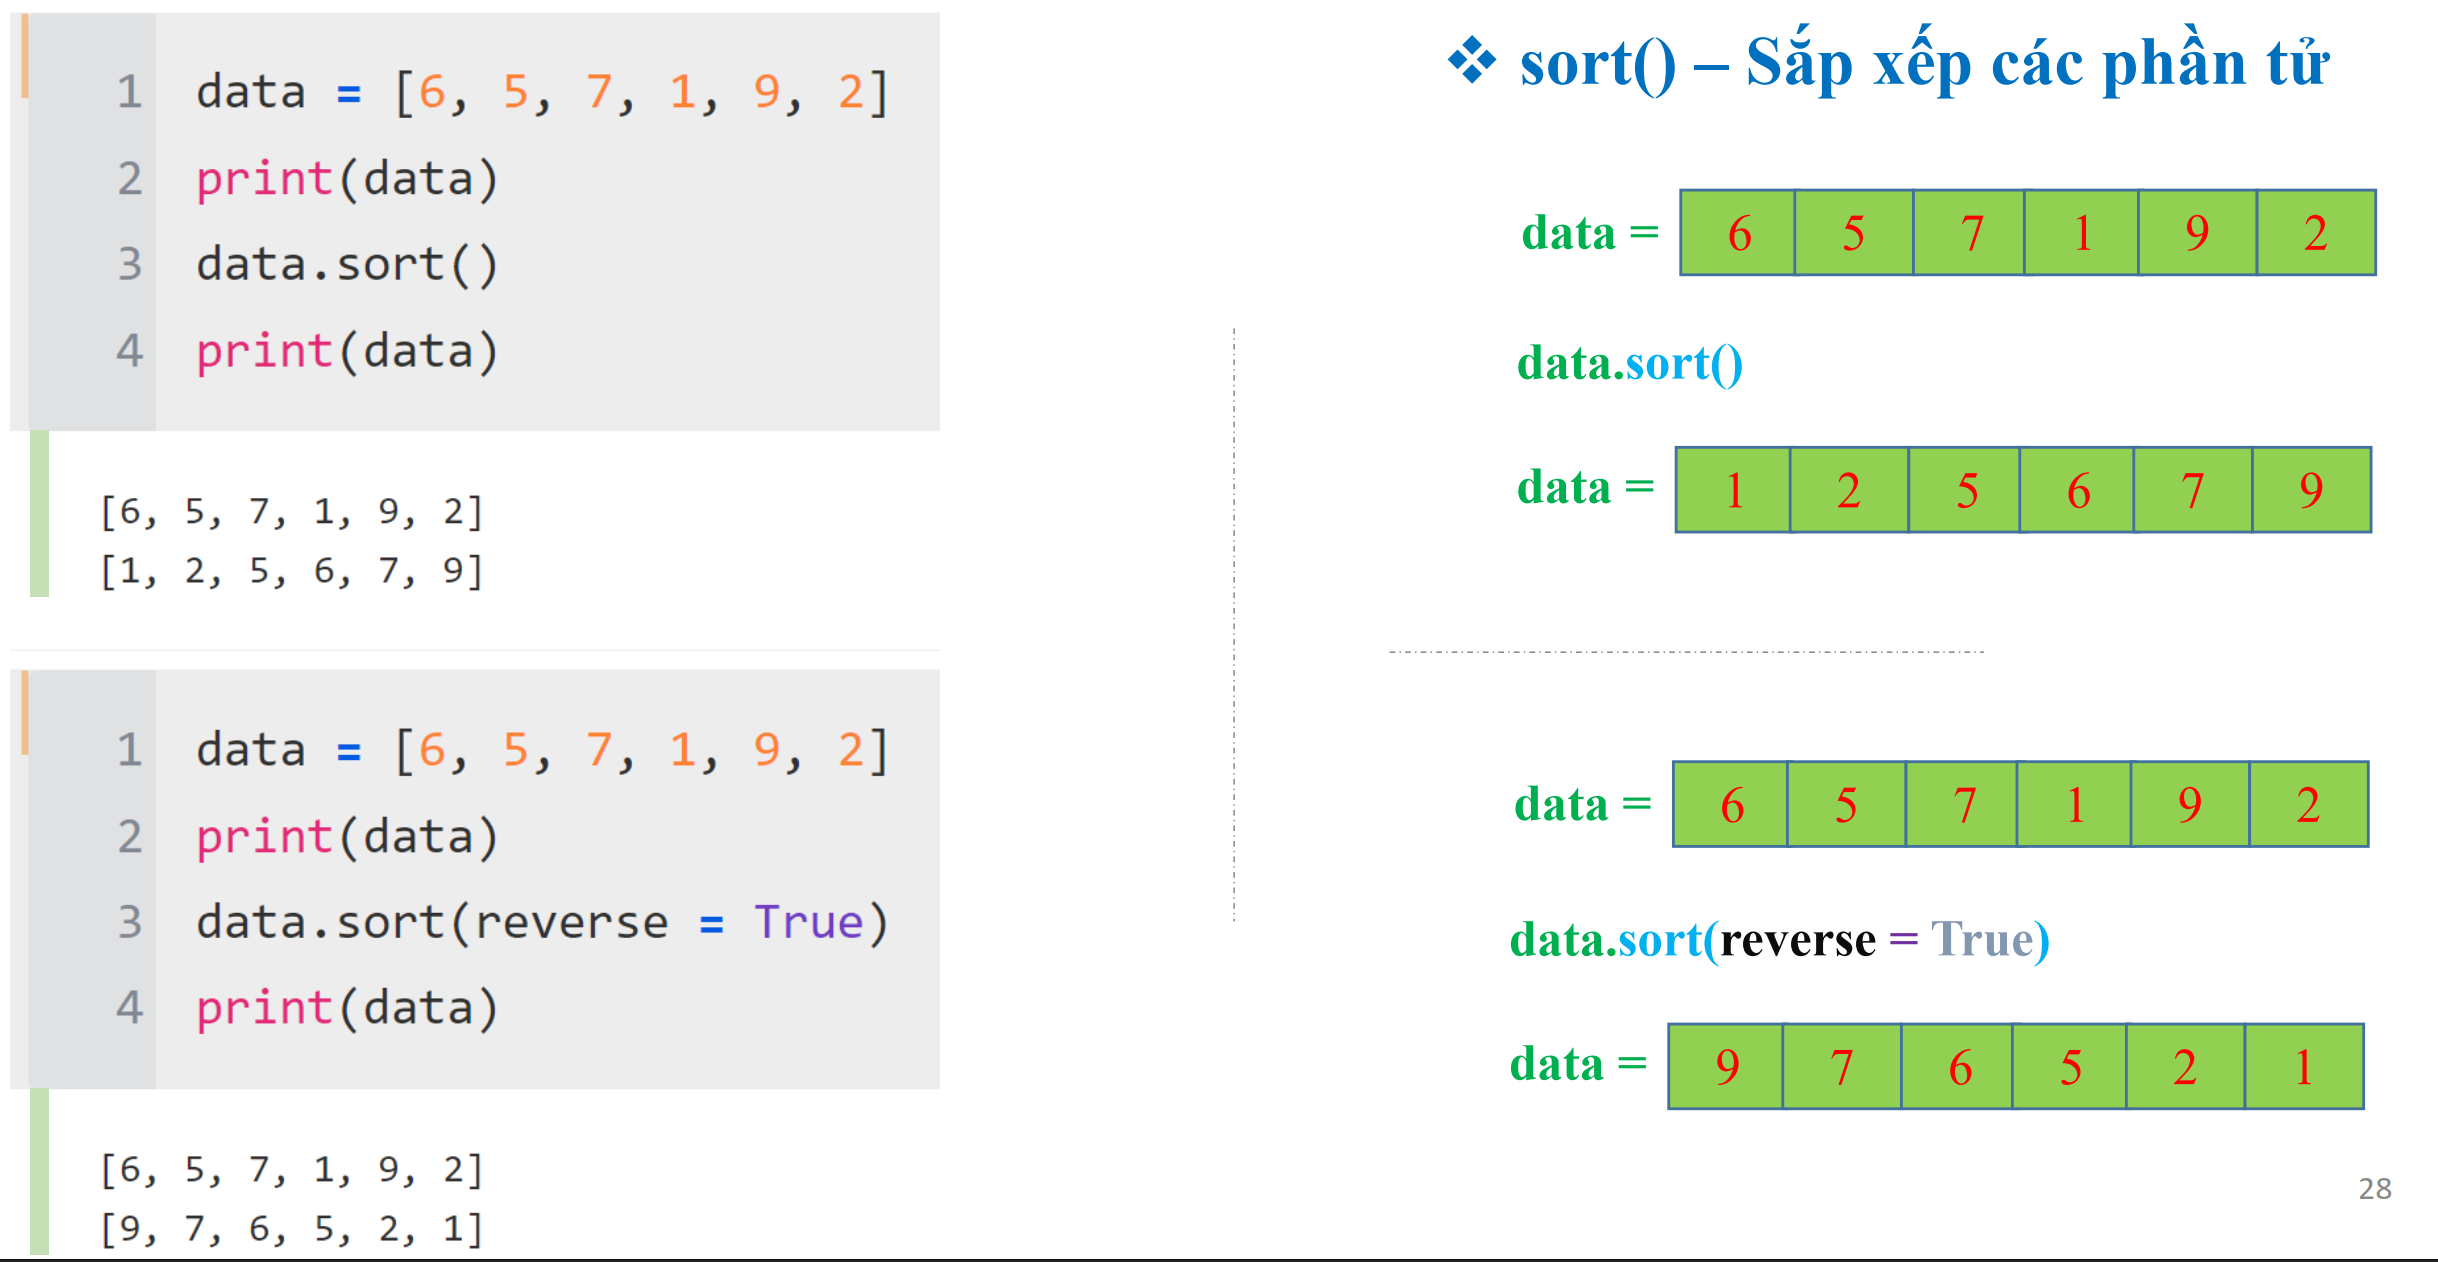 1 data = [6, 5, 7, 1, 9, 2]
2 print(data)
3 data.sort()
4 print(data)
[6, 5, 7, 1, 9, 2]
[1, 2, 5, 6, 7, 9]
1 data = [6, 5, 7, 1, 9, 2]
2 print(data)
3 data.sort(reverse = True)
4 print(data)
[6, 5, 7, 1, 9, 2]
[9, 7, 6, 5, 2, 1]
❖ sort() – Sắp xếp các phần tử
data = 6 5 7 1 9 2
data.sort()
data = 1 2 5 6 7 9
data = 6 5 7 1 9 2
data.sort(reverse = True)
data = 9 7 6 5 2 1
28